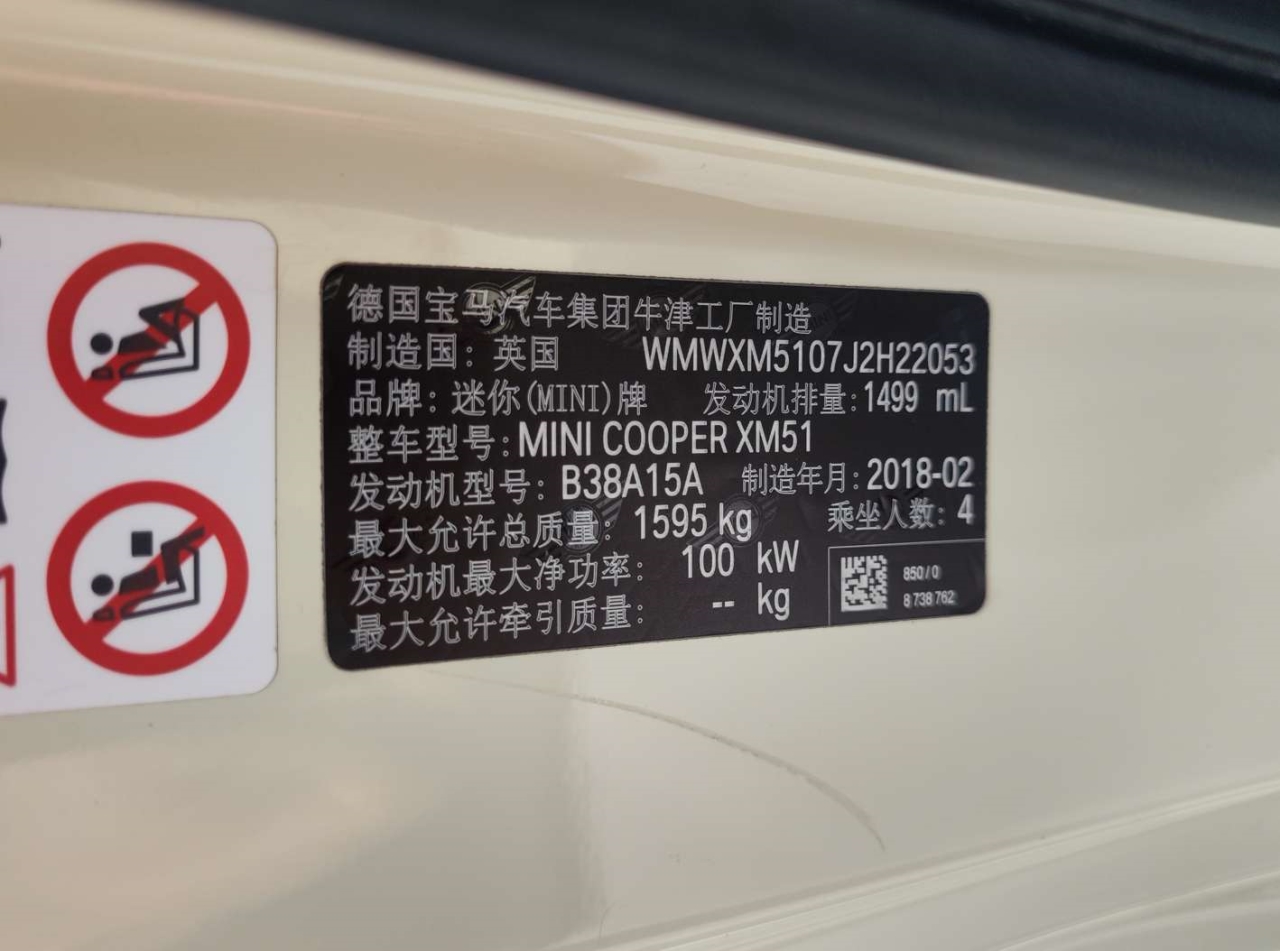 德国宝马汽车集团牛津工厂制造
制造国：英国 WMWXM5107J2H22053
品牌：迷你(MINI)牌 发动机排量：1499 mL
整车型号：MINI COOPER XM51
发动机型号：B38A15A 制造年月：2018-02
最大允许总质量：1595 kg 乘坐人数：4
发动机最大净功率：100 kW
最大允许牵引质量：-- kg
850/0
8 738 762